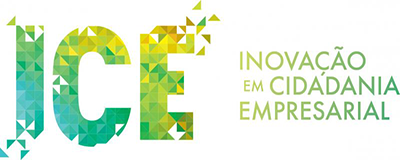 ICE
INOVAÇÃO
EM CIDADANIA
EMPRESARIAL